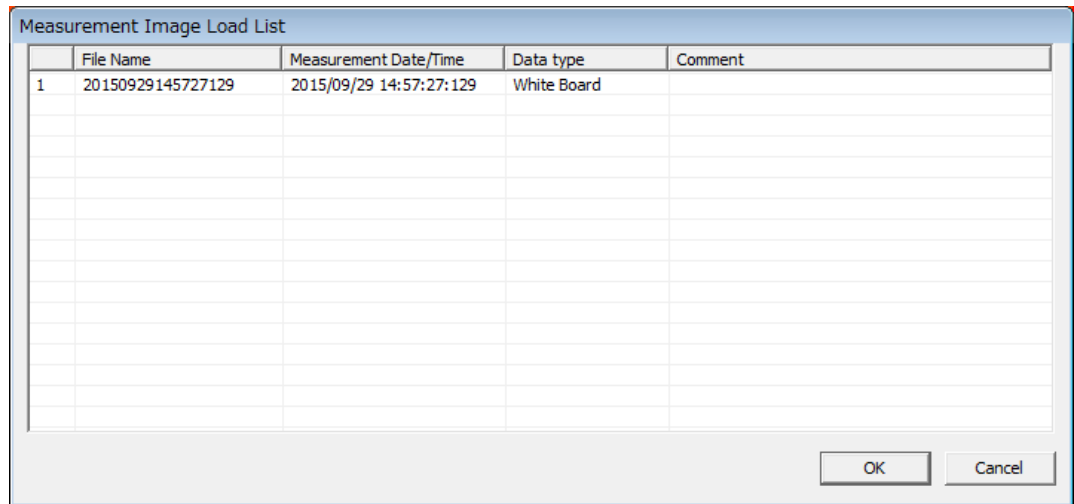 Measurement Image Load List
File Name Measurement Date/Time Data type Comment
1 20150929145727129 2015/09/29 14:57:27:129 White Board
OK Cancel